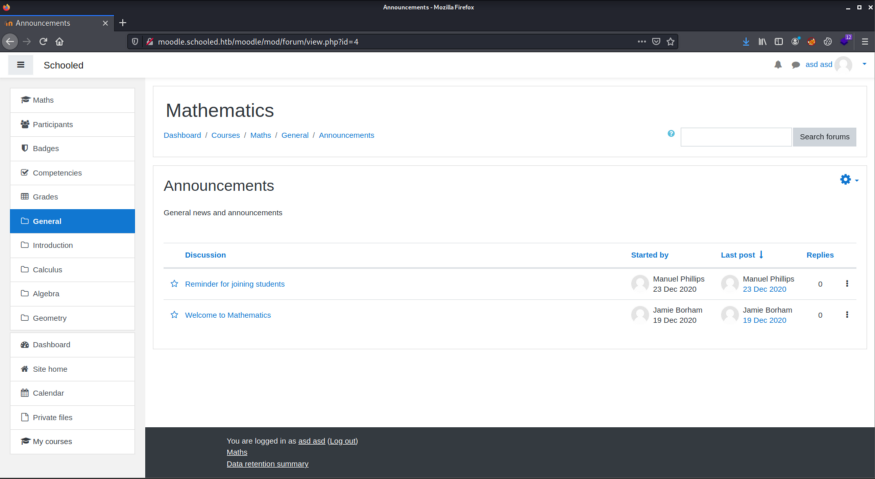 Announcements - Mozilla Firefox
Announcements
moodle.schooled.htb/moodle/mod/forum/view.php?id=4
12
Schooled
asd asd
Maths
Participants
Badges
Competencies
Grades
General
Introduction
Calculus
Algebra
Geometry
Dashboard
Site home
Calendar
Private files
My courses
Mathematics
Dashboard / Courses / Maths / General / Announcements
Search forums
Announcements
General news and announcements
Discussion Started by Last post Replies
Reminder for joining students Manuel Phillips Manuel Phillips 0
23 Dec 2020 23 Dec 2020
Welcome to Mathematics Jamie Borham Jamie Borham 0
19 Dec 2020 19 Dec 2020
You are logged in as asd asd (Log out)
Maths
Data retention summary